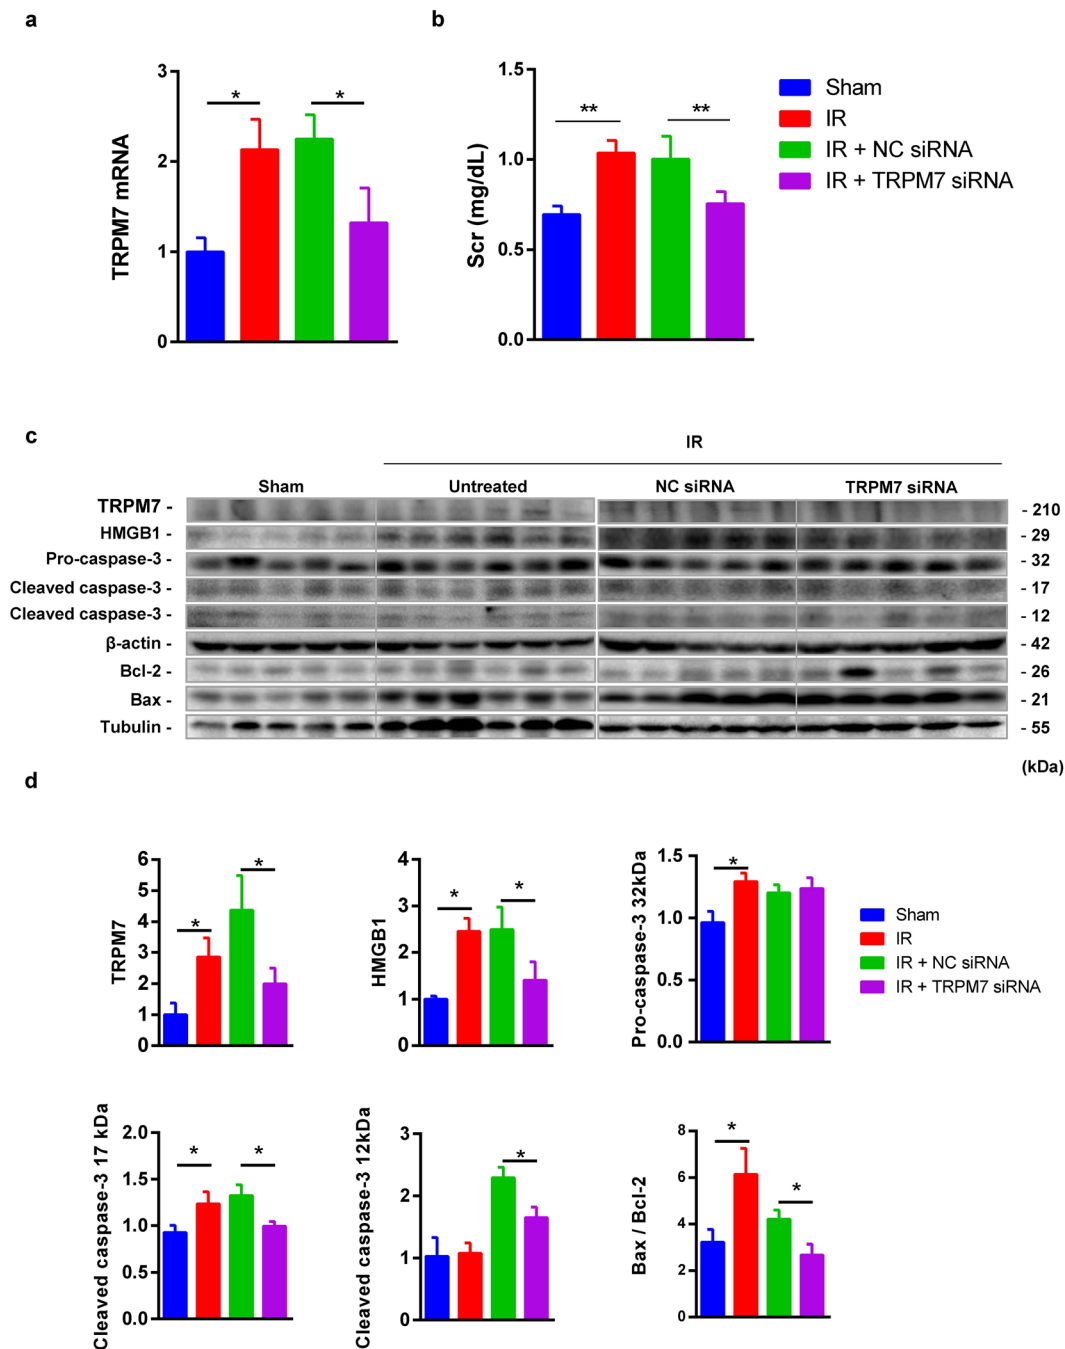 a
b
TRPM7 mRNA
3
2
1
0
*
*
Scr (mg/dL)
1.5
1.0
0.5
0.0
**
**
Sham
IR
IR + NC siRNA
IR + TRPM7 siRNA
c
IR
Sham
Untreated
NC siRNA
TRPM7 siRNA
TRPM7 - - 210
HMGB1 - - 29
Pro-caspase-3 - - 32
Cleaved caspase-3 - - 17
Cleaved caspase-3 - - 12
β-actin - - 42
Bcl-2 - - 26
Bax - - 21
Tubulin - - 55
(kDa)
d
TRPM7
6
5
4
3
2
1
0
*
*
HMGB1
4
3
2
1
0
*
*
Pro-caspase-3 32kDa
1.5
1.0
0.5
0.0
*
Sham
IR
IR + NC siRNA
IR + TRPM7 siRNA
Cleaved caspase-3 17 kDa
2.0
1.5
1.0
0.5
0.0
*
*
Cleaved caspase-3 12kDa
3
2
1
0
*
Bax / Bcl-2
8
6
4
2
0
*
*